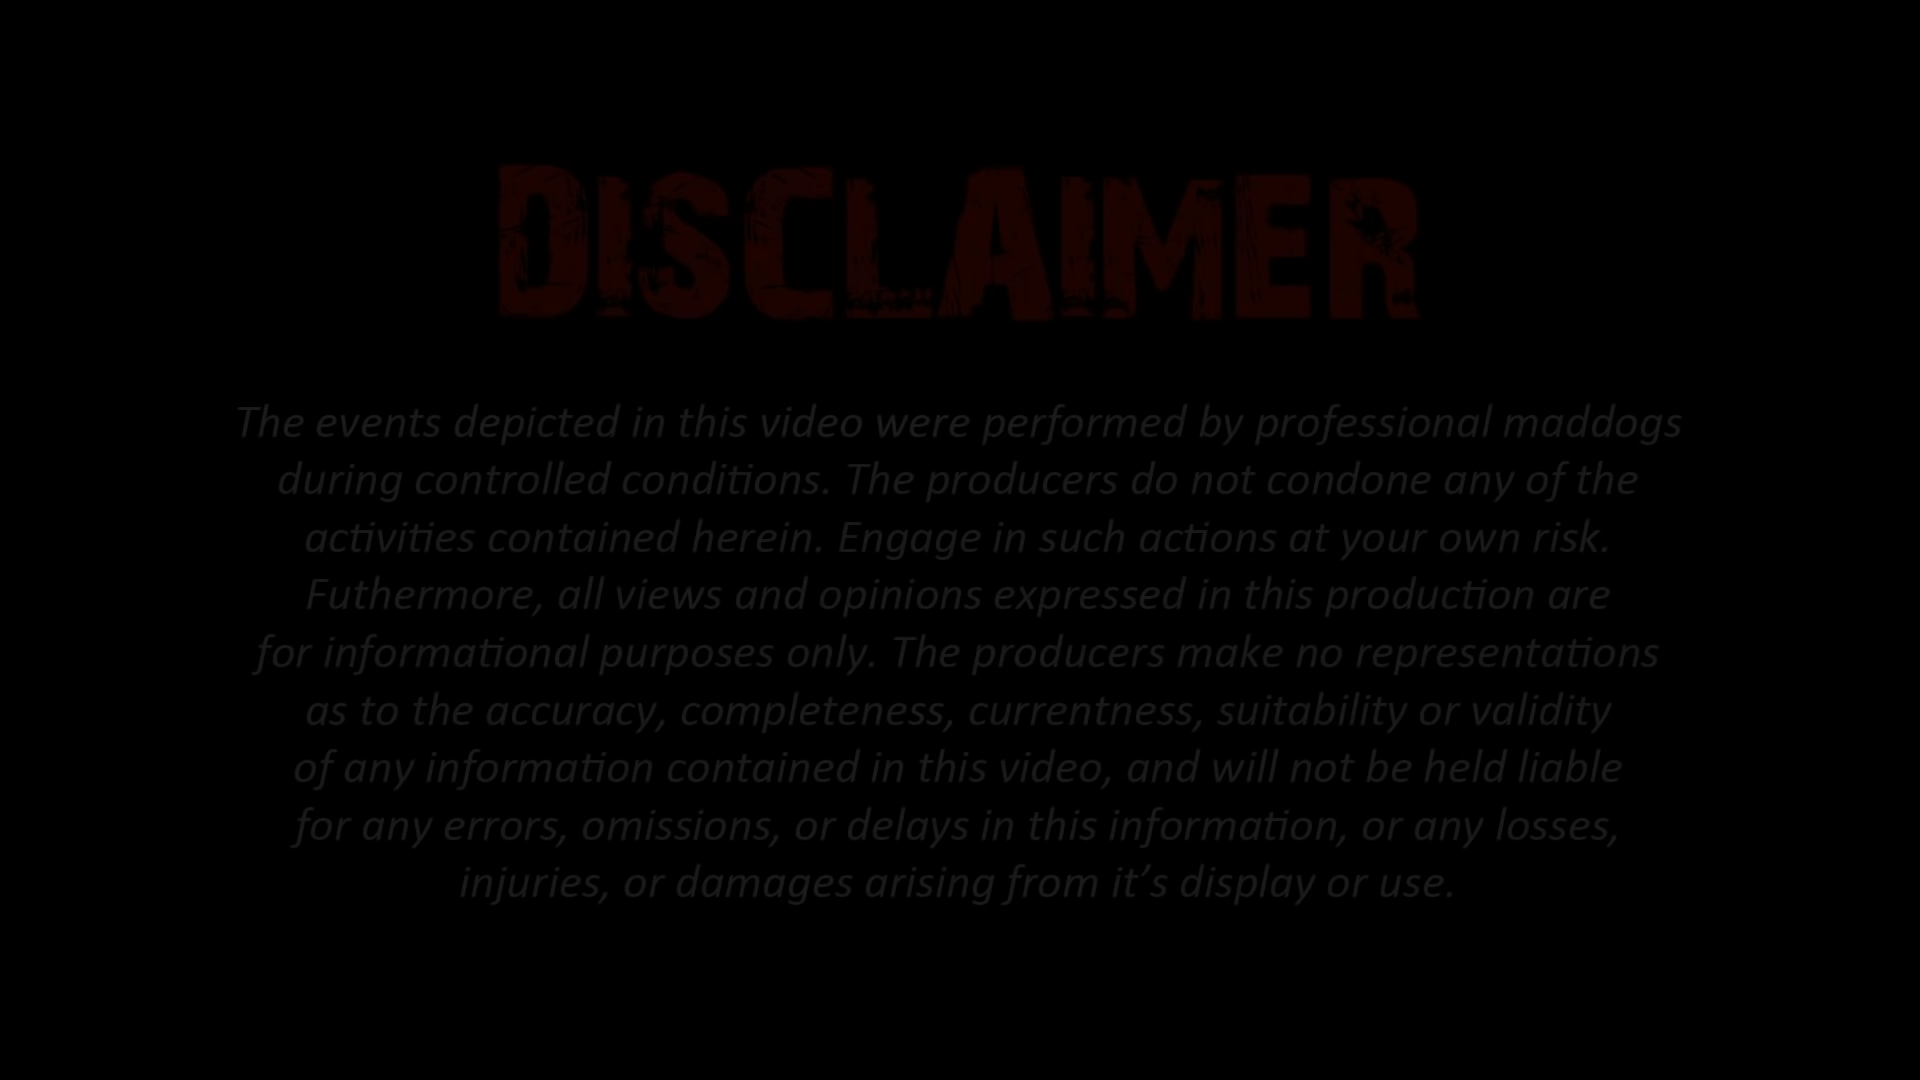 DISCLAIMER
The events depicted in this video were performed by professional maddogs
during controlled conditions. The producers do not condone any of the
activities contained herein. Engage in such actions at your own risk.
Futhermore, all views and opinions expressed in this production are
for informational purposes only. The producers make no representations
as to the accuracy, completeness, currentness, suitability or validity
of any information contained in this video, and will not be held liable
for any errors, omissions, or delays in this information, or any losses,
injuries, or damages arising from it’s display or use.